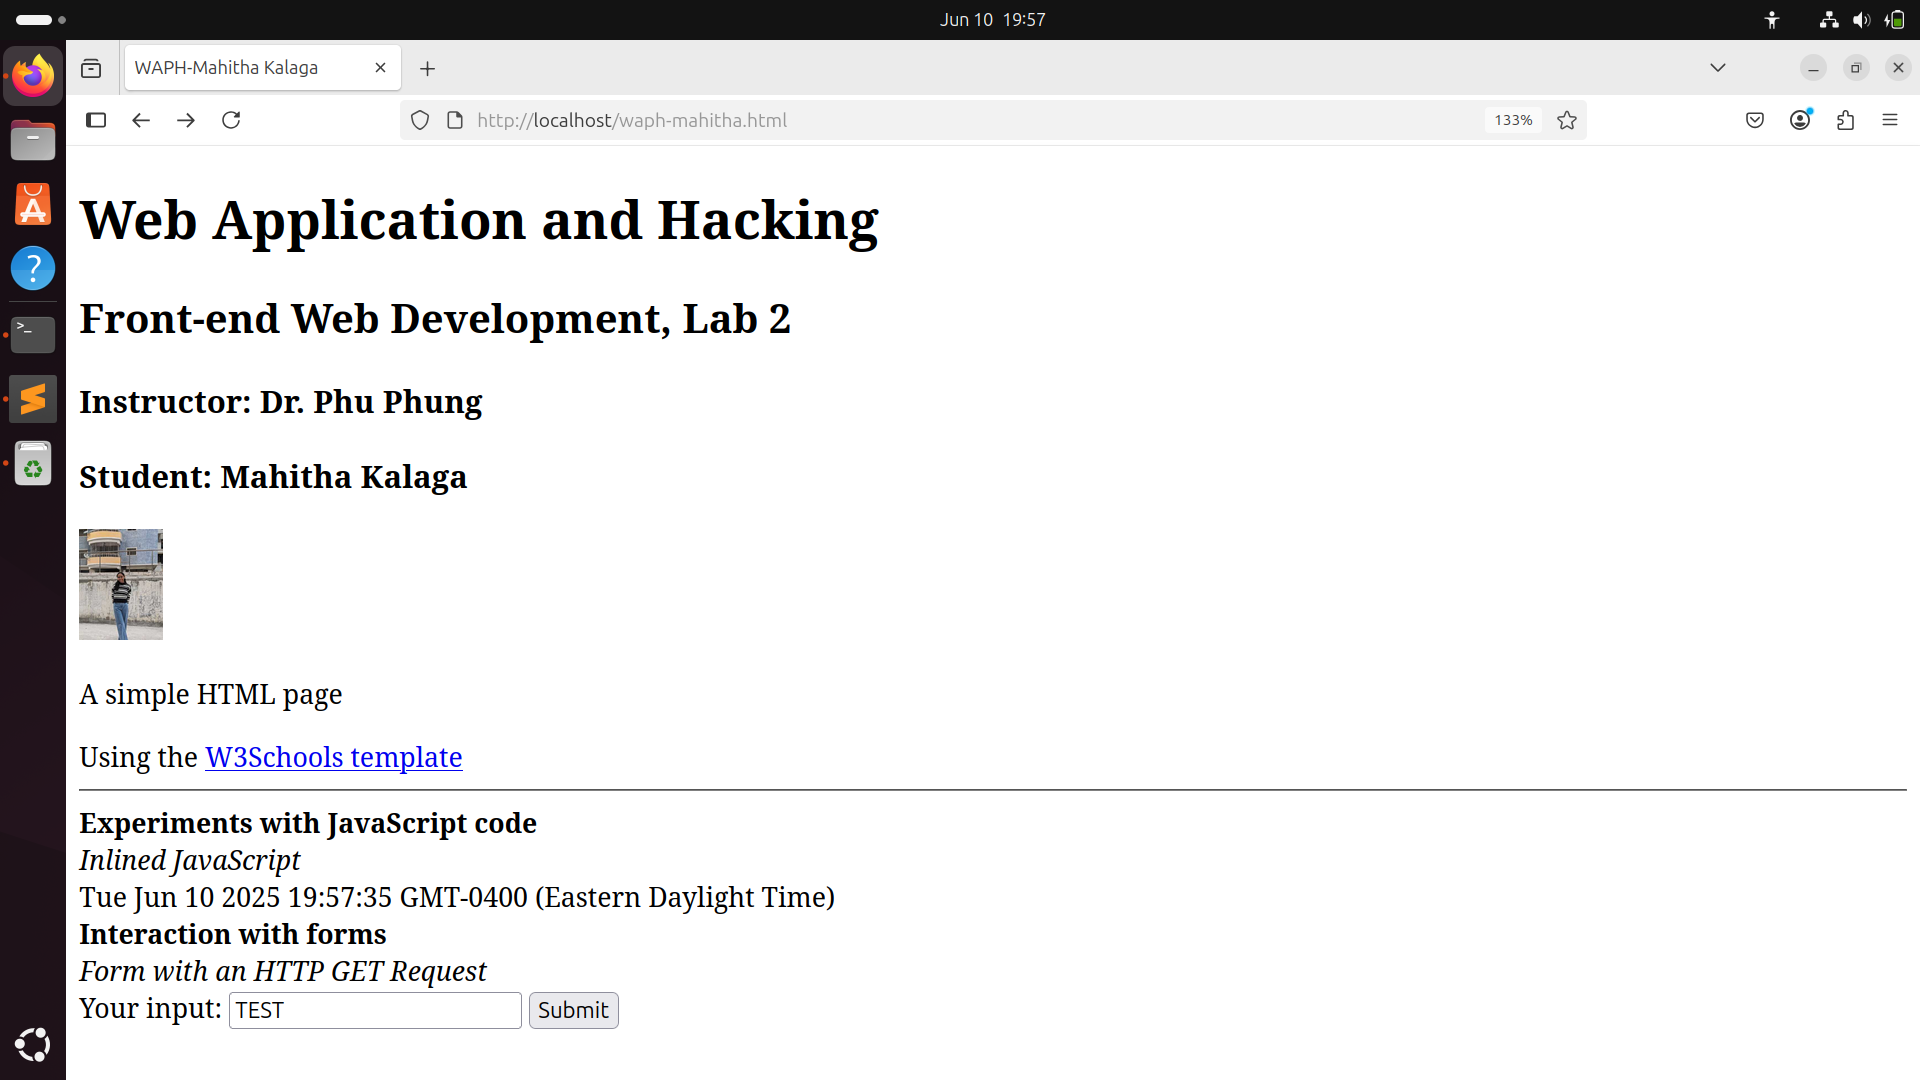 Jun 10 19:57
WAPH-Mahitha Kalaga
http://localhost/waph-mahitha.html
133%
Web Application and Hacking
Front-end Web Development, Lab 2
Instructor: Dr. Phu Phung
Student: Mahitha Kalaga
A simple HTML page
Using the W3Schools template
Experiments with JavaScript code
Inlined JavaScript
Tue Jun 10 2025 19:57:35 GMT-0400 (Eastern Daylight Time)
Interaction with forms
Form with an HTTP GET Request
Your input: TEST Submit